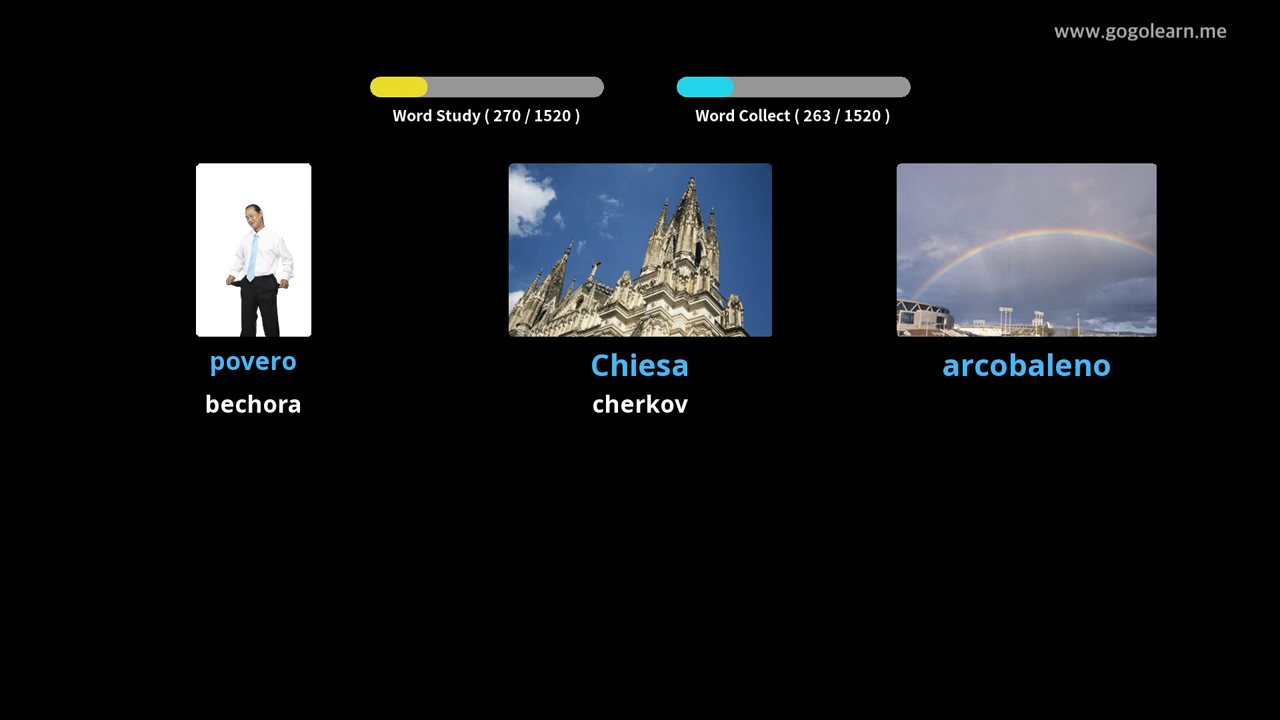 www.gogolearn.me
Word Study ( 270 / 1520 )
Word Collect ( 263 / 1520 )
povero
Chiesa
arcobaleno
bechora
cherkov